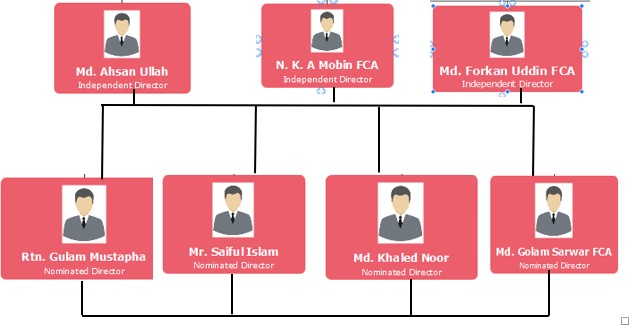 Md. Ahsan Ullah
Independent Director
N. K. A Mobin FCA
Independent Director
Md. Forkan Uddin FCA
Independent Director
Rtn. Gulam Mustapha
Nominated Director
Mr. Saiful Islam
Nominated Director
Md. Khaled Noor
Nominated Director
Md. Golam Sarwar FCA
Nominated Director